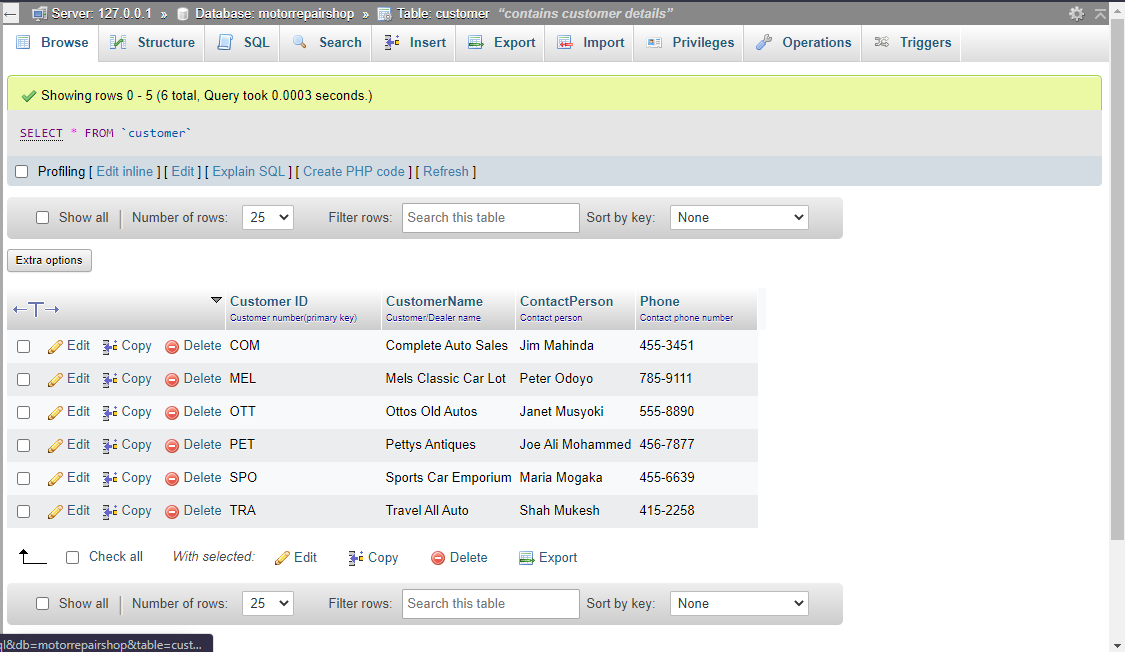 Server: 127.0.0.1 » Database: motorrepairshop » Table: customer "contains customer details"
Browse Structure SQL Search Insert Export Import Privileges Operations Triggers
Showing rows 0 - 5 (6 total, Query took 0.0003 seconds.)
SELECT * FROM `customer`
Profiling [ Edit inline ] [ Edit ] [ Explain SQL ] [ Create PHP code ] [ Refresh ]
Show all Number of rows: 25 Filter rows: Search this table Sort by key: None
Extra options
Customer ID CustomerName ContactPerson Phone
Customer number(primary key) Customer/Dealer name Contact person Contact phone number
Edit Copy Delete COM Complete Auto Sales Jim Mahinda 455-3451
Edit Copy Delete MEL Mels Classic Car Lot Peter Odoyo 785-9111
Edit Copy Delete OTT Ottos Old Autos Janet Musyoki 555-8890
Edit Copy Delete PET Pettys Antiques Joe Ali Mohammed 456-7877
Edit Copy Delete SPO Sports Car Emporium Maria Mogaka 455-6639
Edit Copy Delete TRA Travel All Auto Shah Mukesh 415-2258
Check all With selected: Edit Copy Delete Export
Show all Number of rows: 25 Filter rows: Search this table Sort by key: None
ql&db=motorrepairshop&table=cust...